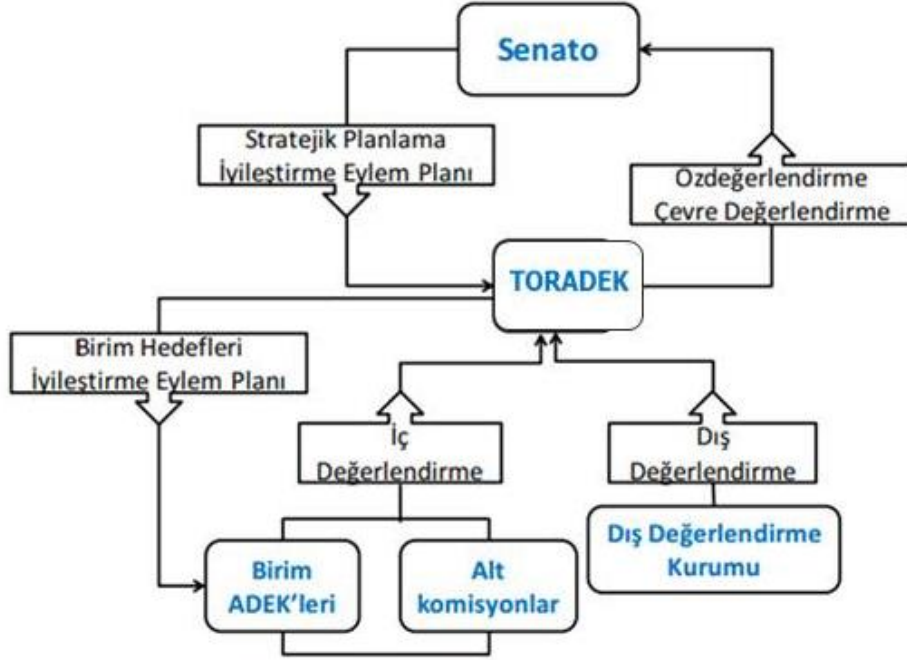 Senato
Stratejik Planlama
İyileştirme Eylem Planı
Özdeğerlendirme
Çevre Değerlendirme
TORADEK
Birim Hedefleri
İyileştirme Eylem Planı
İç
Değerlendirme
Dış
Değerlendirme
Birim
ADEK’leri
Alt
komisyonlar
Dış Değerlendirme
Kurumu